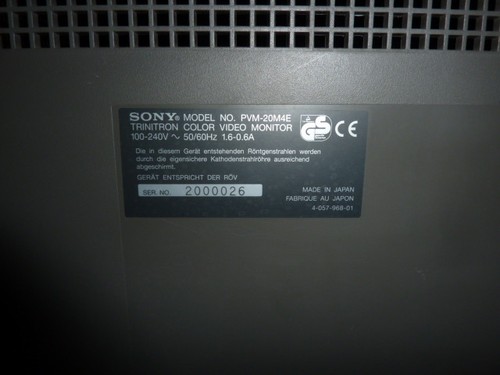 SONY® MODEL NO. PVM-20M4E
TRINITRON COLOR VIDEO MONITOR
100-240V ~ 50/60Hz 1.6-0.6A
GS CE
Die in diesem Gerät entstehenden Röntgenstrahlen werden
durch die eigensichere Kathodenstrahlröhre ausreichend
abgeschirmt.
GERÄT ENTSPRICHT DER RÖV
SER. NO. 2000026
MADE IN JAPAN
FABRIQUE AU JAPON
4-057-968-01